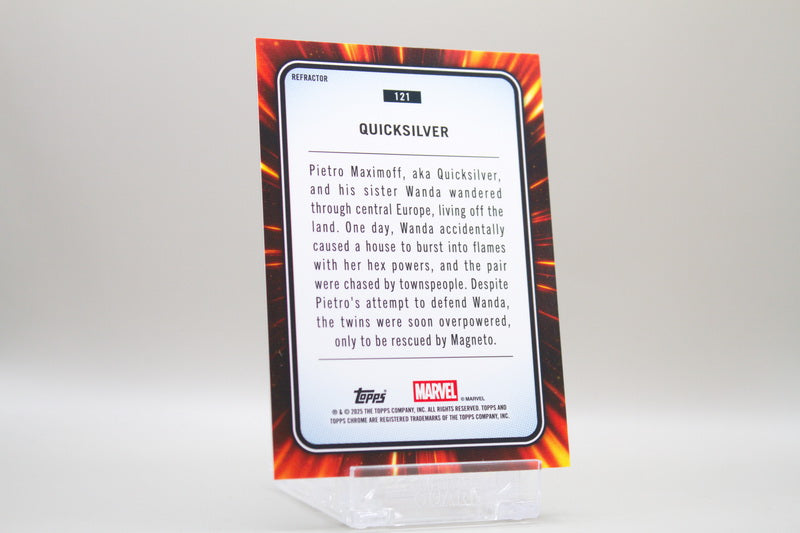 REFRACTOR
121
QUICKSILVER
Pietro Maximoff, aka Quicksilver,
and his sister Wanda wandered
through central Europe, living off the
land. One day, Wanda accidentally
caused a house to burst into flames
with her hex powers, and the pair
were chased by townspeople. Despite
Pietro's attempt to defend Wanda,
the twins were soon overpowered,
only to be rescued by Magneto.
Topps MARVEL © MARVEL
℗ & © 2025 THE TOPPS COMPANY, INC. ALL RIGHTS RESERVED. TOPPS AND
TOPPS CHROME ARE REGISTERED TRADEMARKS OF THE TOPPS COMPANY, INC.